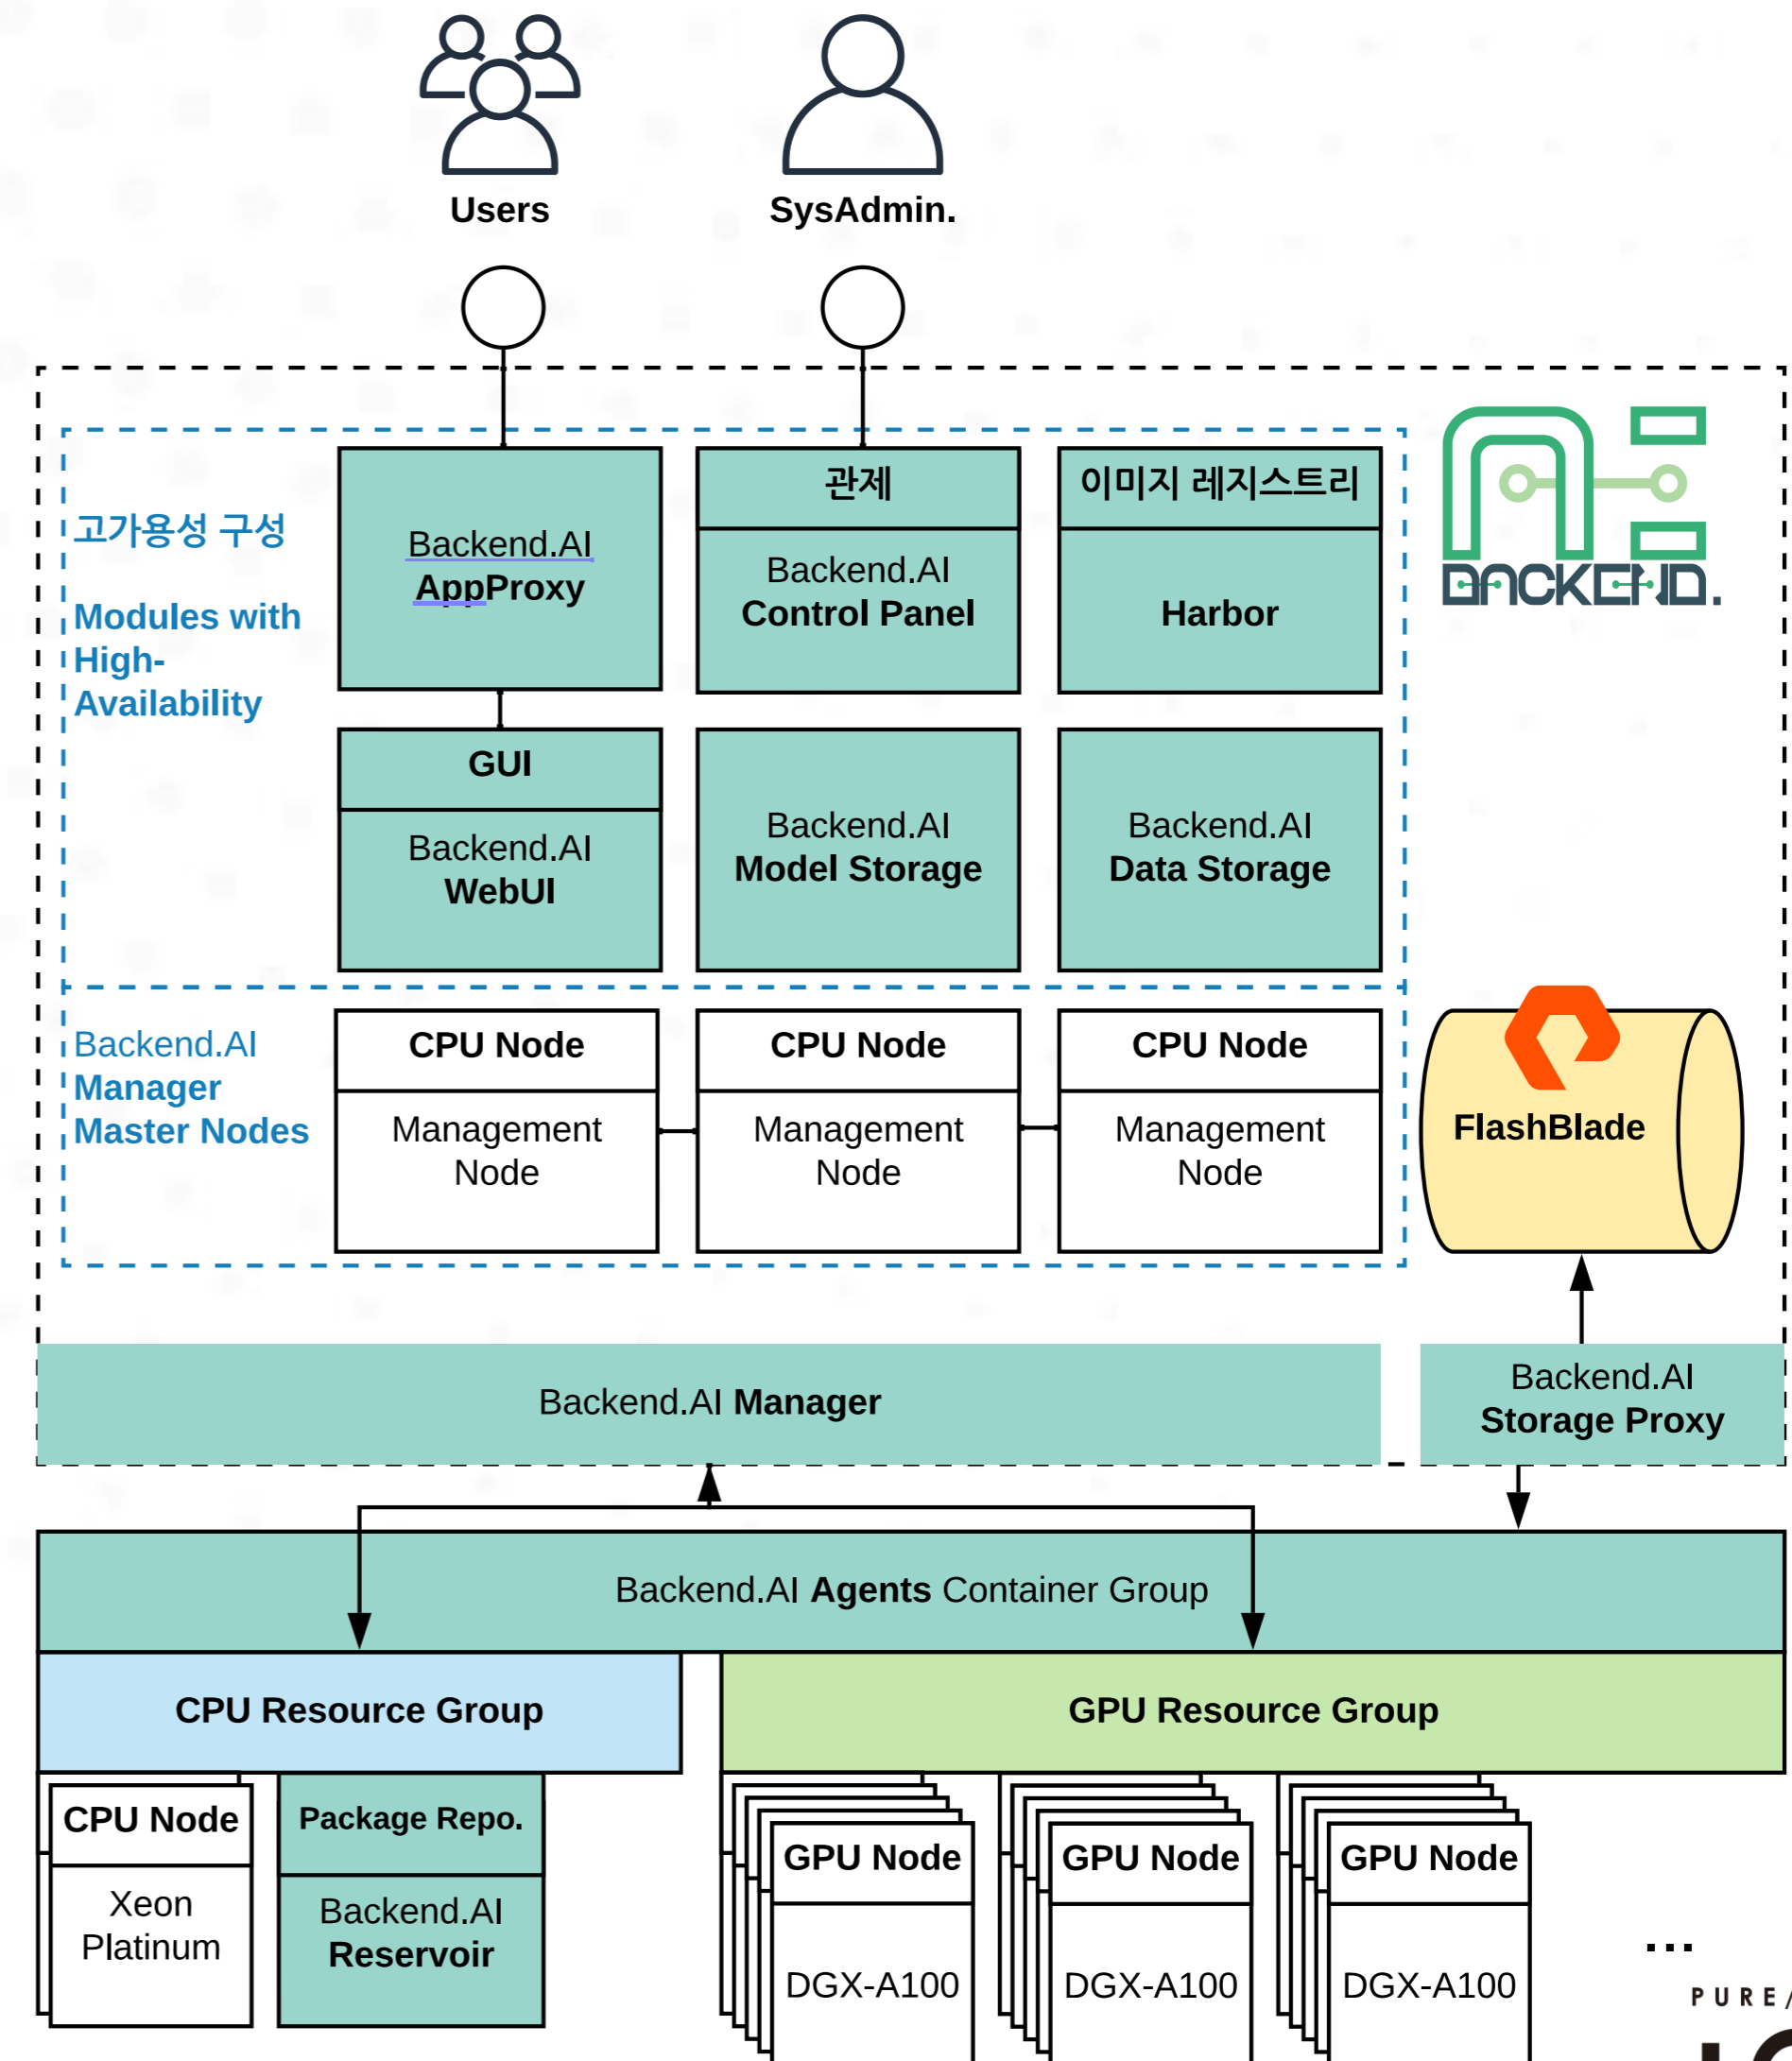 Users
SysAdmin.
고가용성 구성
Modules with
High-
Availability
Backend.AI
AppProxy
관제
Backend.AI
Control Panel
이미지 레지스트리
Harbor
BACKEND.
GUI
Backend.AI
WebUI
Backend.AI
Model Storage
Backend.AI
Data Storage
Backend.AI
Manager
Master Nodes
CPU Node
Management
Node
CPU Node
Management
Node
CPU Node
Management
Node
FlashBlade
Backend.AI Manager
Backend.AI
Storage Proxy
Backend.AI Agents Container Group
CPU Resource Group
GPU Resource Group
CPU Node
Xeon
Platinum
Package Repo.
Backend.AI
Reservoir
GPU Node
DGX-A100
GPU Node
DGX-A100
GPU Node
DGX-A100
...
PURE/